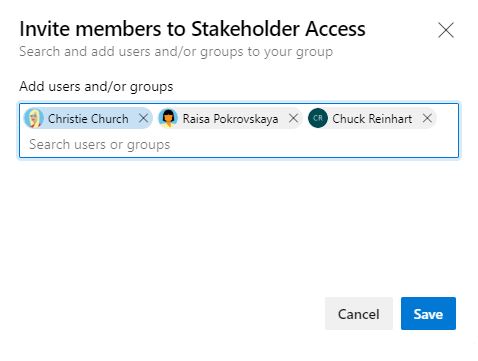 Invite members to Stakeholder Access
Search and add users and/or groups to your group
Add users and/or groups
Christie Church Raisa Pokrovskaya CR Chuck Reinhart
Search users or groups
Cancel Save